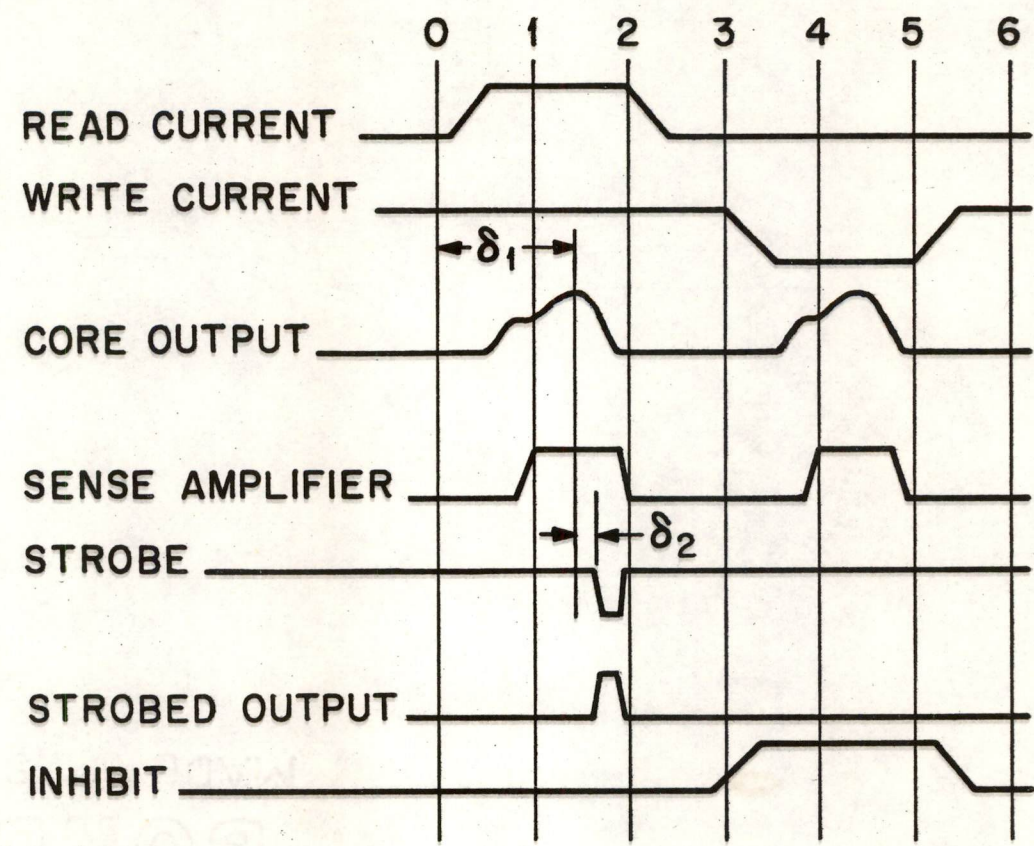 0 1 2 3 4 5 6
READ CURRENT
WRITE CURRENT
δ1
CORE OUTPUT
SENSE AMPLIFIER
δ2
STROBE
STROBED OUTPUT
INHIBIT